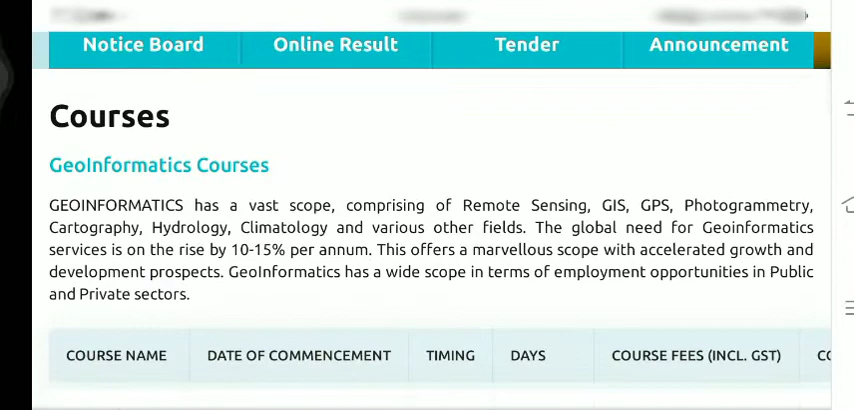 Notice Board Online Result Tender Announcement
Courses
GeoInformatics Courses
GEOINFORMATICS has a vast scope, comprising of Remote Sensing, GIS, GPS, Photogrammetry,
Cartography, Hydrology, Climatology and various other fields. The global need for Geoinformatics
services is on the rise by 10-15% per annum. This offers a marvellous scope with accelerated growth and
development prospects. GeoInformatics has a wide scope in terms of employment opportunities in Public
and Private sectors.
COURSE NAME DATE OF COMMENCEMENT TIMING DAYS COURSE FEES (INCL. GST)